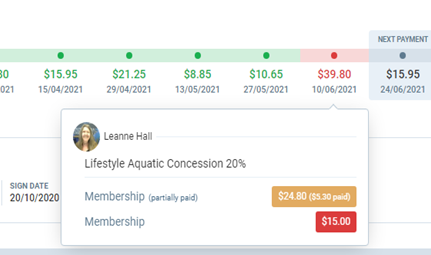 NEXT PAYMENT
$15.95 $21.25 $8.85 $10.65 $39.80 $15.95
15/04/2021 29/04/2021 13/05/2021 27/05/2021 10/06/2021 24/06/2021
Leanne Hall
Lifestyle Aquatic Concession 20%
SIGN DATE
20/10/2020
Membership (partially paid) $24.80 ($5.30 paid)
Membership $15.00